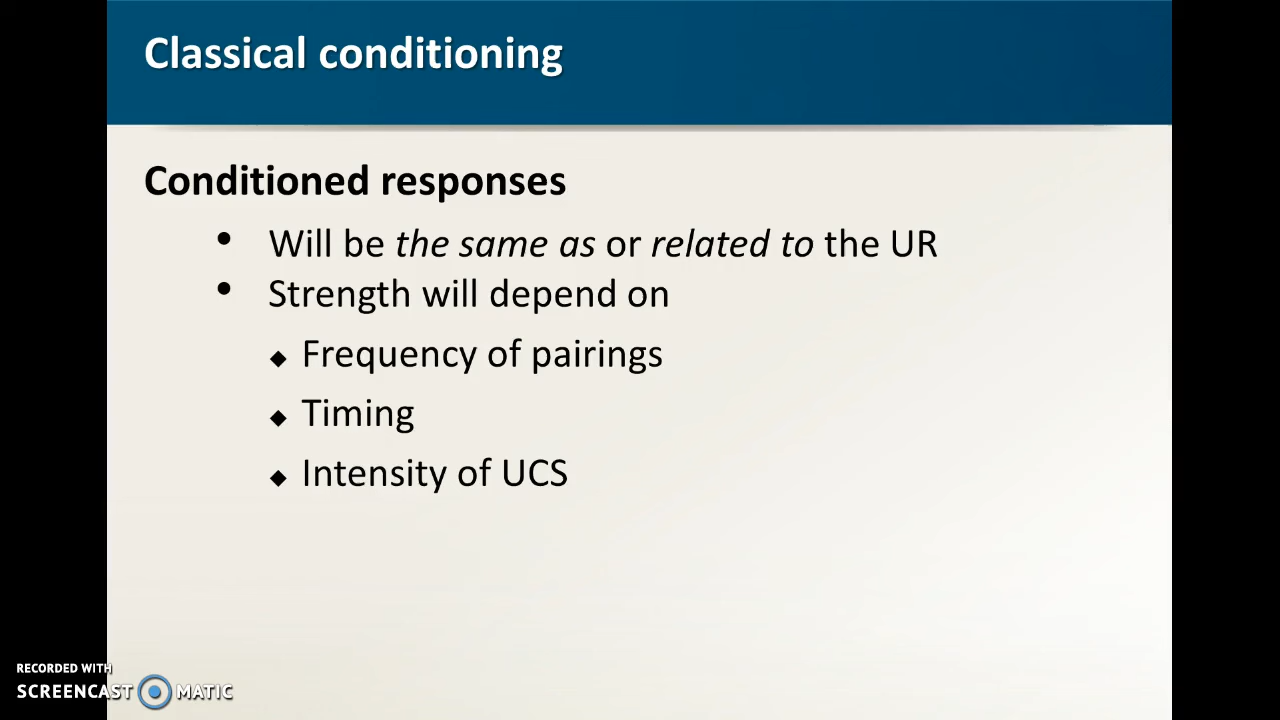 Classical conditioning
Conditioned responses
• Will be the same as or related to the UR
• Strength will depend on
◆ Frequency of pairings
◆ Timing
◆ Intensity of UCS
RECORDED WITH
SCREENCAST MATIC